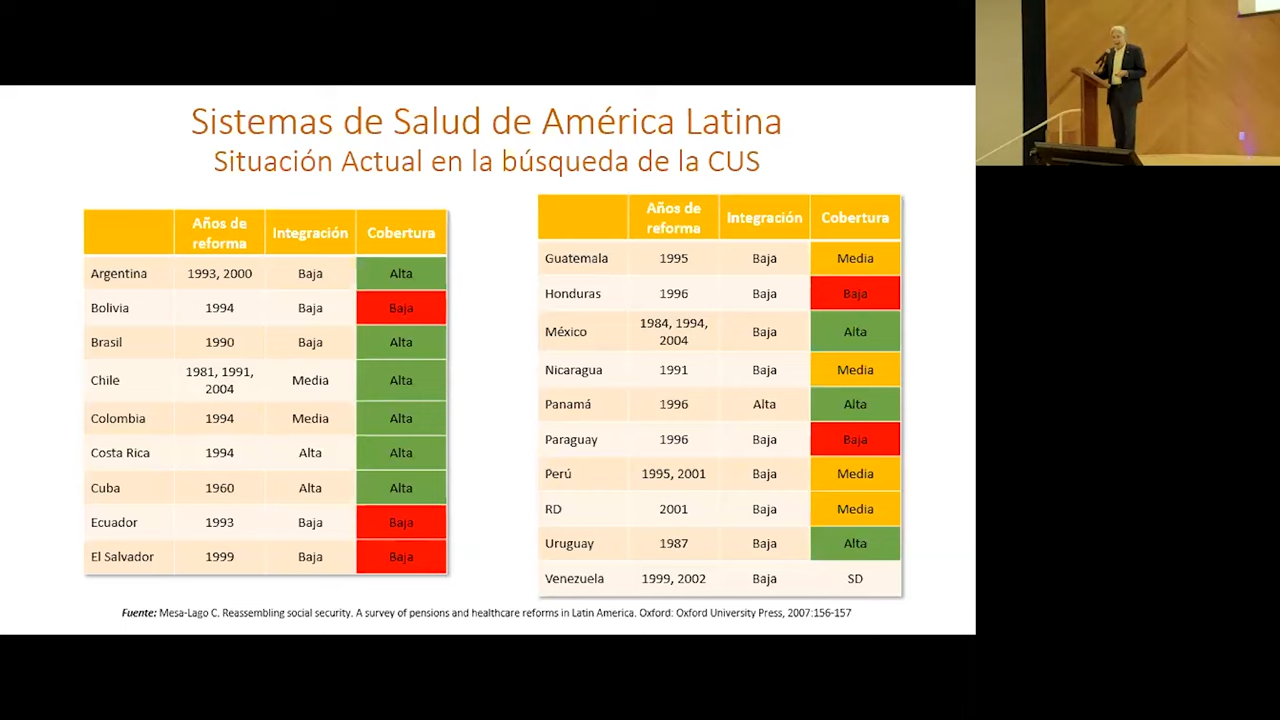 Sistemas de Salud de América Latina
Situación Actual en la búsqueda de la CUS
Años de reforma Integración Cobertura
Argentina 1993, 2000 Baja Alta
Bolivia 1994 Baja Baja
Brasil 1990 Baja Alta
Chile 1981, 1991, 2004 Media Alta
Colombia 1994 Media Alta
Costa Rica 1994 Alta Alta
Cuba 1960 Alta Alta
Ecuador 1993 Baja Baja
El Salvador 1999 Baja Baja
Años de reforma Integración Cobertura
Guatemala 1995 Baja Media
Honduras 1996 Baja Baja
México 1984, 1994, 2004 Baja Alta
Nicaragua 1991 Baja Media
Panamá 1996 Alta Alta
Paraguay 1996 Baja Baja
Perú 1995, 2001 Baja Media
RD 2001 Baja Media
Uruguay 1987 Baja Alta
Venezuela 1999, 2002 Baja SD
Fuente: Mesa-Lago C. Reassembling social security. A survey of pensions and healthcare reforms in Latin America. Oxford: Oxford University Press, 2007:156-157